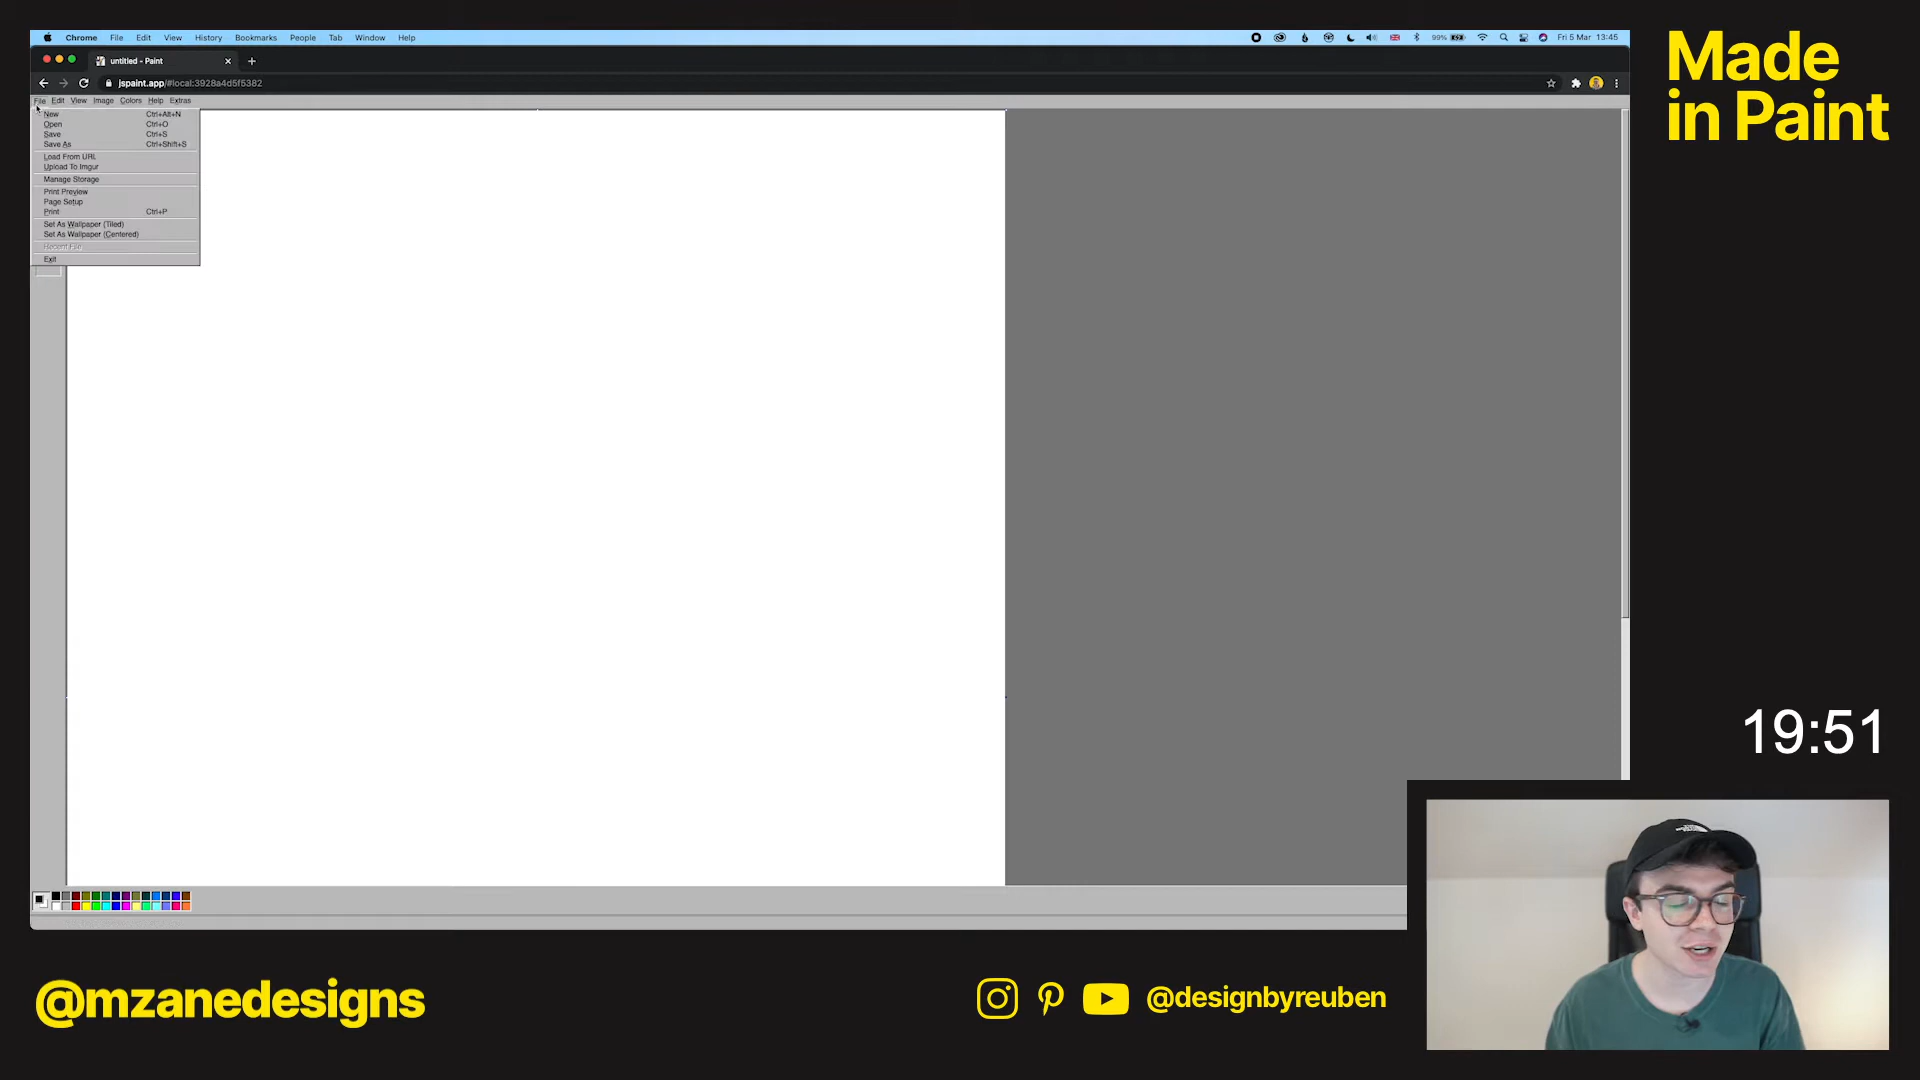 Chrome File Edit View History Bookmarks People Tab Window Help
99% Fri 5 Mar 13:45
untitled - Paint
jspaint.app/#local:3928a4d5f5382
File Edit View Image Colors Help Extras
New Ctrl+Alt+N
Open Ctrl+O
Save Ctrl+S
Save As Ctrl+Shift+S
Load From URL
Upload To Imgur
Manage Storage
Print Preview
Page Setup
Print Ctrl+P
Set As Wallpaper (Tiled)
Set As Wallpaper (Centered)
Recent File
Exit
Made
in Paint
19:51
@mzanedesigns
@designbyreuben